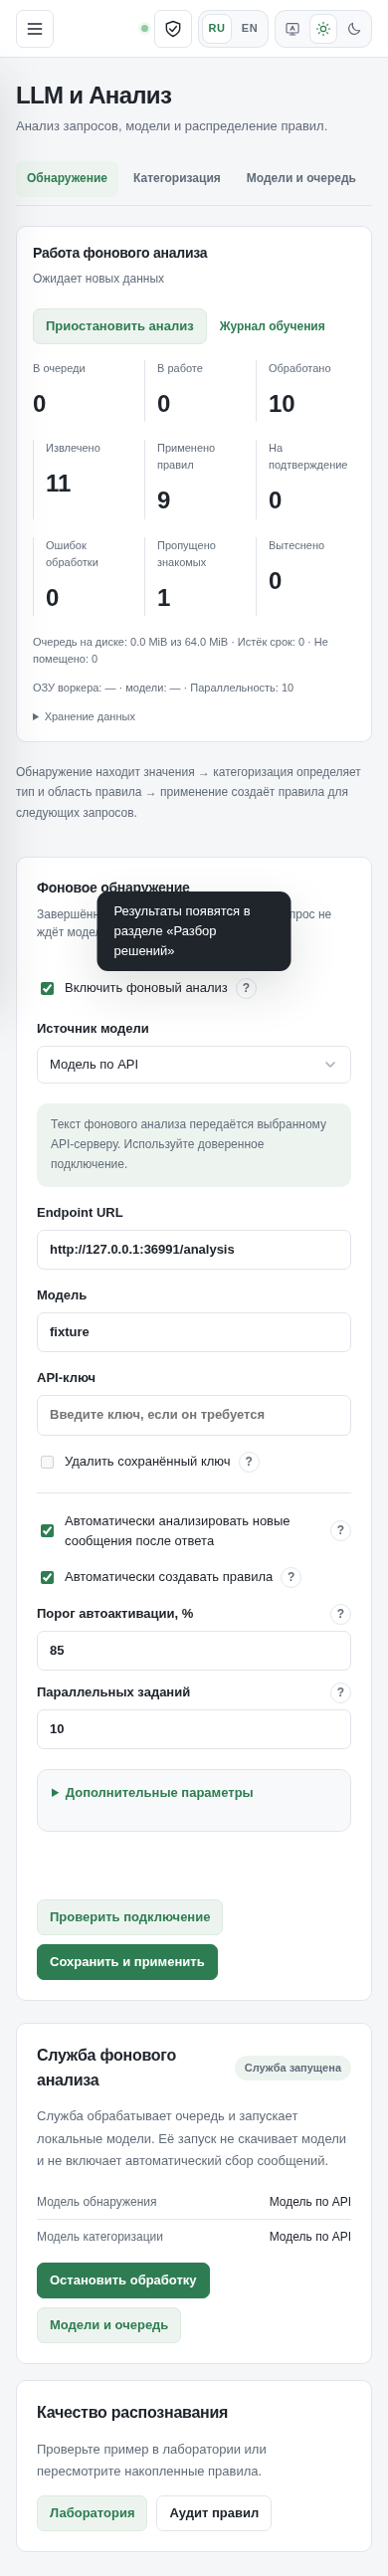 RU EN
LLM и Анализ
Анализ запросов, модели и распределение правил.
Обнаружение Категоризация Модели и очередь
Работа фонового анализа
Ожидает новых данных
Приостановить анализ Журнал обучения
В очереди В работе Обработано
0 0 10
Извлечено Применено правил На подтверждение
11 9 0
Ошибок обработки Пропущено знакомых Вытеснено
0 1 0
Очередь на диске: 0.0 MiB из 64.0 MiB · Истёк срок: 0 · Не
помещено: 0
ОЗУ воркера: — · модели: — · Параллельность: 10
Хранение данных
Обнаружение находит значения → категоризация определяет
тип и область правила → применение создаёт правила для
следующих запросов.
Фоновое обнаружение
Результаты появятся в
разделе «Разбор
решений»
не
ждёт
Включить фоновый анализ ?
Источник модели
Модель по API
Текст фонового анализа передаётся выбранному
API-серверу. Используйте доверенное
подключение.
Endpoint URL
http://127.0.0.1:36991/analysis
Модель
fixture
API-ключ
Введите ключ, если он требуется
Удалить сохранённый ключ ?
Автоматически анализировать новые
сообщения после ответа ?
Автоматически создавать правила ?
Порог автоактивации, % ?
85
Параллельных заданий ?
10
Дополнительные параметры
Проверить подключение
Сохранить и применить
Служба фонового
анализа
Служба запущена
Служба обрабатывает очередь и запускает
локальные модели. Её запуск не скачивает модели
и не включает автоматический сбор сообщений.
Модель обнаружения Модель по API
Модель категоризации Модель по API
Остановить обработку
Модели и очередь
Качество распознавания
Проверьте пример в лаборатории или
пересмотрите накопленные правила.
Лаборатория Аудит правил